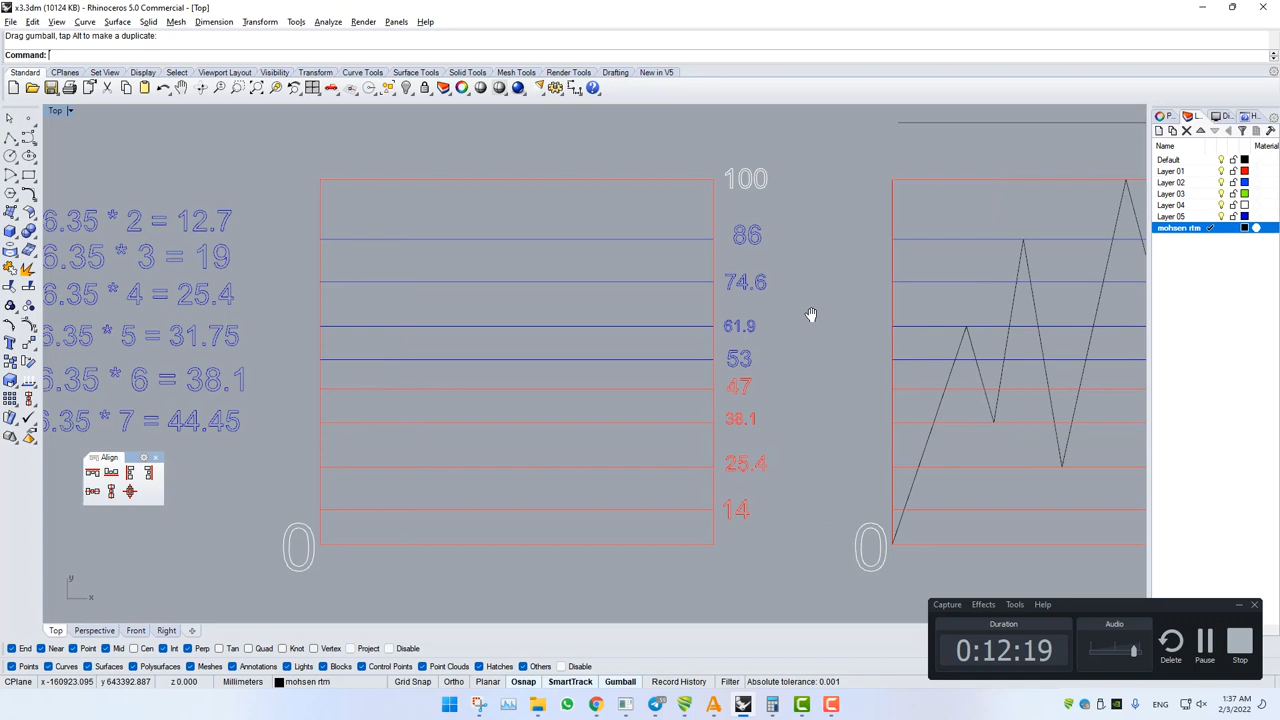 x3.3dm (10124 KB) - Rhinoceros 5.0 Commercial - [Top]
File Edit View Curve Surface Solid Mesh Dimension Transform Tools Analyze Render Panels Help
Drag gumball, tap Alt to make a duplicate:
Command:
Standard CPlanes Set View Display Select Viewport Layout Visibility Transform Curve Tools Surface Tools Solid Tools Mesh Tools Render Tools Drafting New in V5
Top
Name Material
Default
Layer 01
Layer 02
Layer 03
Layer 04
Layer 05
mohsen rtm
100
86
74.6
61.9
53
47
38.1
25.4
14
0
0
6.35 * 2 = 12.7
6.35 * 3 = 19
6.35 * 4 = 25.4
6.35 * 5 = 31.75
6.35 * 6 = 38.1
6.35 * 7 = 44.45
Align
y
x
Capture Effects Tools Help
Duration Audio
0:12:19
Delete Pause Stop
Top Perspective Front Right
End Near Point Mid Cen Int Perp Tan Quad Knot Vertex Project Disable
Points Curves Surfaces Polysurfaces Meshes Annotations Lights Blocks Control Points Point Clouds Hatches Others Disable
CPlane x -160923.095 y 643392.887 z 0.000 Millimeters mohsen rtm Grid Snap Ortho Planar Osnap SmartTrack Gumball Record History Filter Absolute tolerance: 0.001
ENG
1:37 AM
2/3/2022